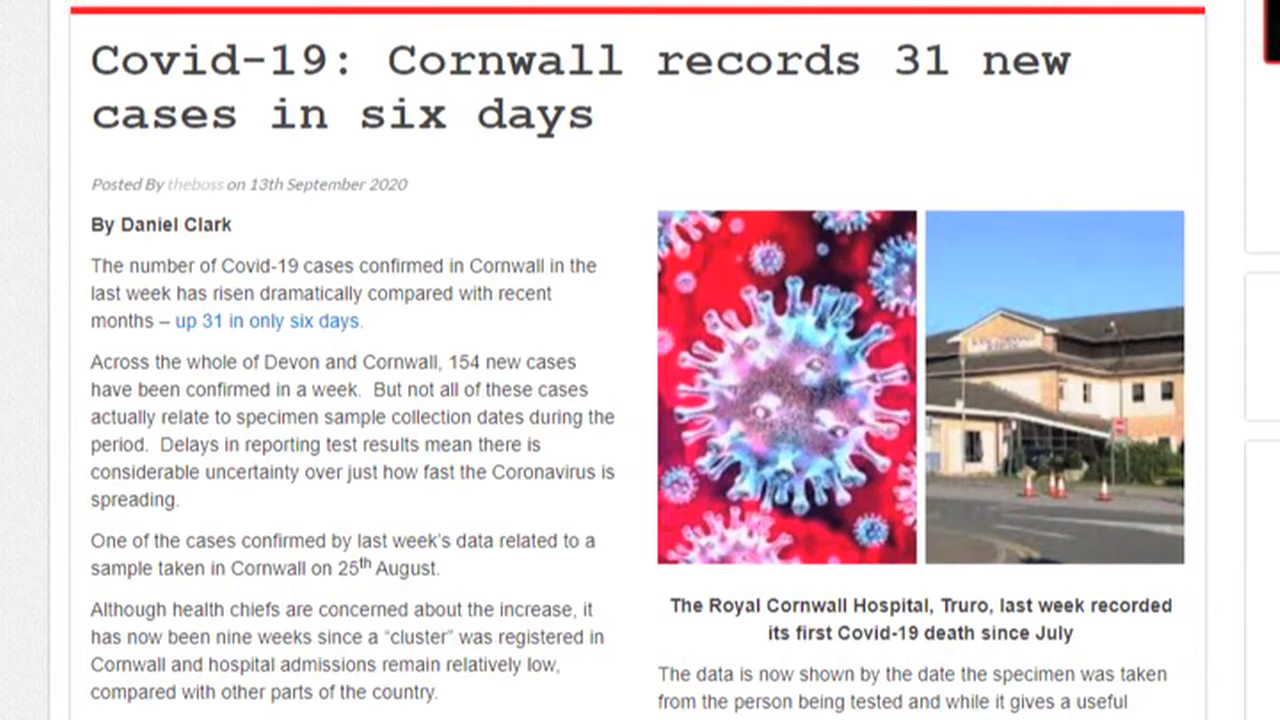 Covid-19: Cornwall records 31 new
cases in six days
Posted By theboss on 13th September 2020
By Daniel Clark
The number of Covid-19 cases confirmed in Cornwall in the
last week has risen dramatically compared with recent
months – up 31 in only six days.
Across the whole of Devon and Cornwall, 154 new cases
have been confirmed in a week.  But not all of these cases
actually relate to specimen sample collection dates during the
period.  Delays in reporting test results mean there is
considerable uncertainty over just how fast the Coronavirus is
spreading.
One of the cases confirmed by last week's data related to a
sample taken in Cornwall on 25th August.
Although health chiefs are concerned about the increase, it
has now been nine weeks since a “cluster” was registered in
Cornwall and hospital admissions remain relatively low,
compared with other parts of the country.
The Royal Cornwall Hospital, Truro, last week recorded
its first Covid-19 death since July
The data is now shown by the date the specimen was taken
from the person being tested and while it gives a useful